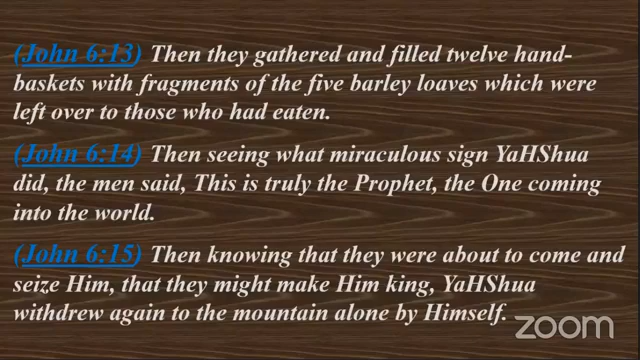 (John 6:13) Then they gathered and filled twelve hand-
baskets with fragments of the five barley loaves which were
left over to those who had eaten.
(John 6:14) Then seeing what miraculous sign YaHShua
did, the men said, This is truly the Prophet, the One coming
into the world.
(John 6:15) Then knowing that they were about to come and
seize Him, that they might make Him king, YaHShua
withdrew again to the mountain alone by Himself.
zoom